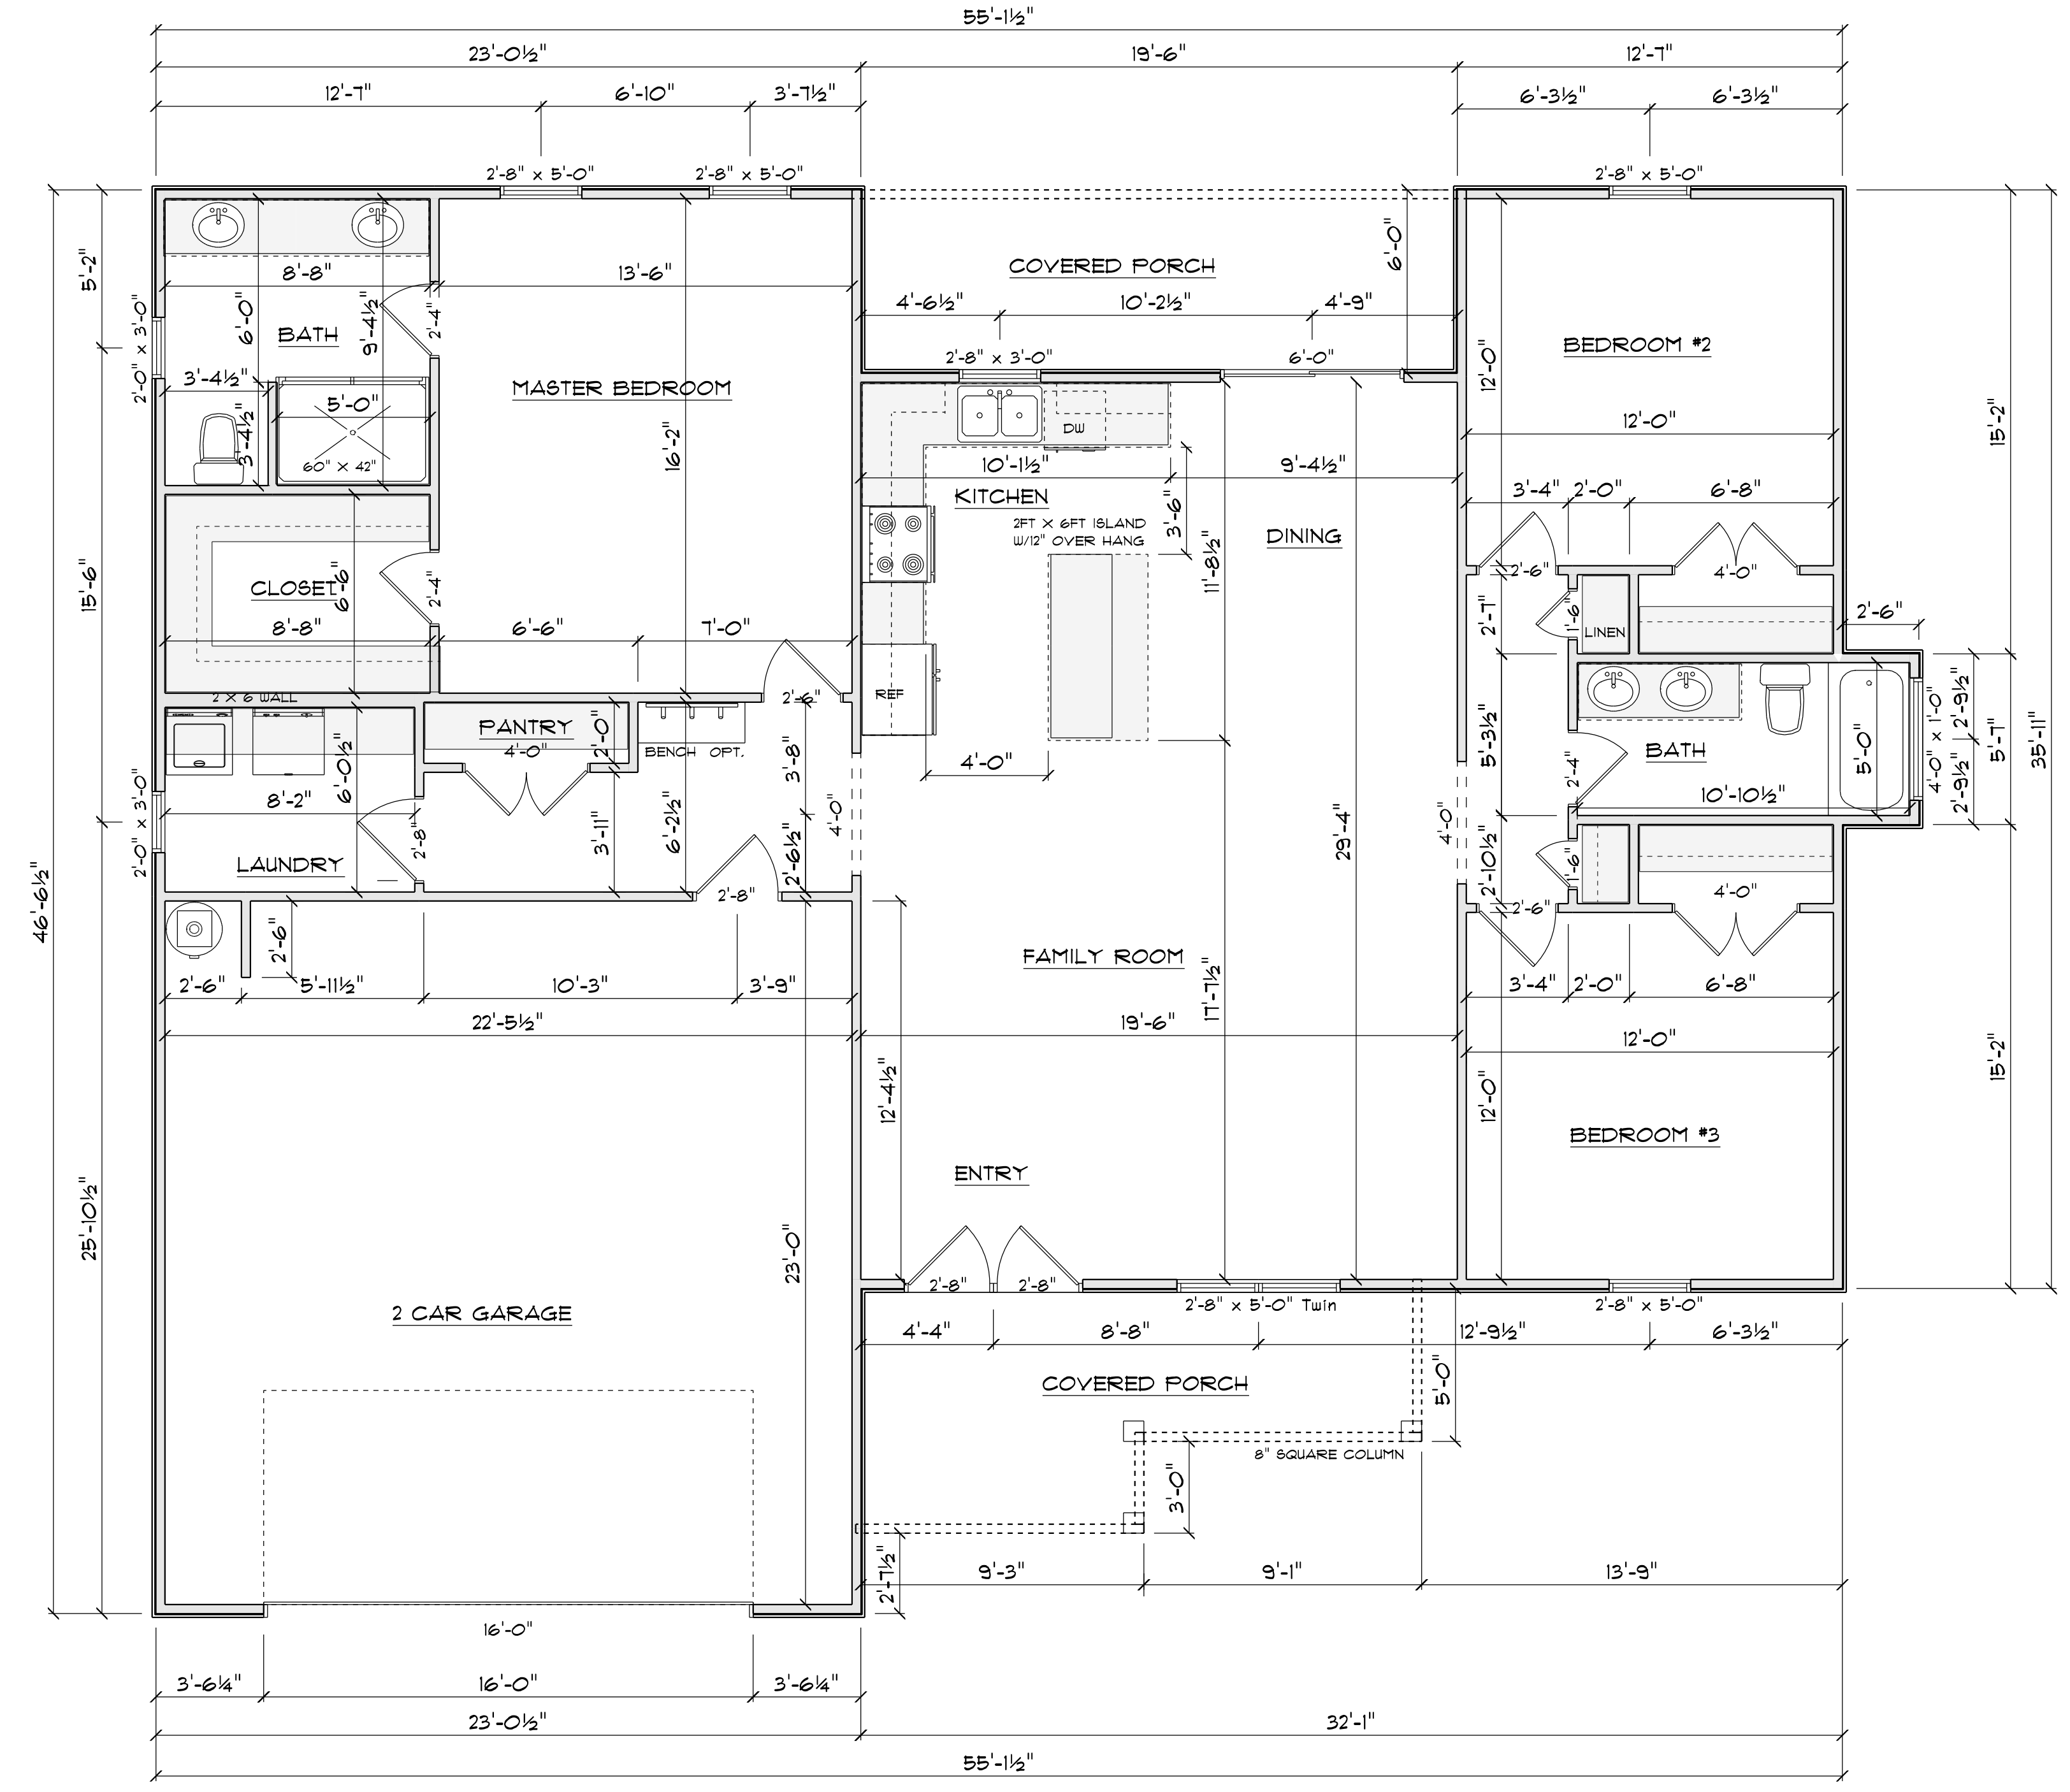 55'-1½"
23'-0½" 19'-6" 12'-7"
12'-7" 6'-10" 3'-7½" 6'-3½" 6'-3½"
2'-8" x 5'-0" 2'-8" x 5'-0" 2'-8" x 5'-0"
5'-2"
8'-8" 13'-6"
COVERED PORCH
6'-0"
4'-6½" 10'-2½" 4'-9"
2'-0" x 3'-0"
6'-0"
BATH
9'-4½"
2'-4"
2'-8" x 3'-0" 6'-0"
BEDROOM #2
12'-0"
3'-4½"
5'-0"
3'-4½"
60" X 42"
MASTER BEDROOM
16'-2"
DW
10'-1½" 9'-4½"
KITCHEN
3'-6"
2FT X 6FT ISLAND
W/12" OVER HANG
DINING
11'-8½"
12'-0"
3'-4" 2'-0" 6'-8"
15'-2"
15'-6"
CLOSET
6'-6"
2'-4"
8'-8" 6'-6" 7'-0"
2'-6"
4'-0"
2'-7"
1'-6"
LINEN
2'-6"
2 X 6 WALL
2'-6"
REF
PANTRY
4'-0"
2'-0"
BENCH OPT.
3'-8"
4'-0"
5'-3½"
BATH
2'-4"
5'-0"
10'-10½"
4'-0" x 1'-0"
2'-9½"
2'-9½"
5'-7"
35'-11"
2'-0" x 3'-0"
6'-0½"
8'-2"
2'-8"
LAUNDRY
3'-11"
6'-2½"
2'-6½"
4'-0"
2'-8"
29'-4"
4'-0"
2'-10½"
1'-6"
4'-0"
2'-6"
46'-6½"
2'-6"
2'-6" 5'-11½" 10'-3" 3'-9"
22'-5½"
FAMILY ROOM
17'-7½"
19'-6"
3'-4" 2'-0" 6'-8"
12'-0"
15'-2"
12'-4½"
12'-0"
BEDROOM #3
ENTRY
25'-10½"
23'-0"
2'-8" 2'-8"
2'-8" x 5'-0" Twin 2'-8" x 5'-0"
2 CAR GARAGE
4'-4" 8'-8" 12'-9½" 6'-3½"
COVERED PORCH
5'-0"
8" SQUARE COLUMN
3'-0"
2'-7½"
9'-3" 9'-1" 13'-9"
16'-0"
3'-6¼" 16'-0" 3'-6¼"
23'-0½" 32'-1"
55'-1½"